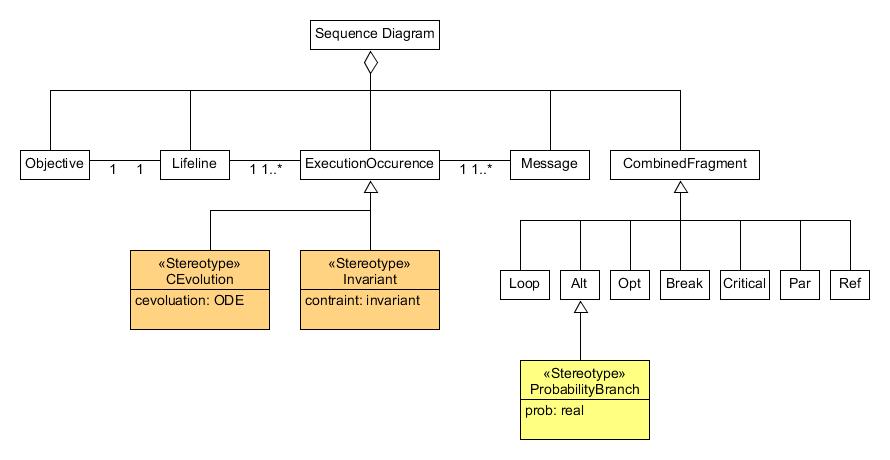 Sequence Diagram
Objective
1 1
Lifeline
1 1..*
ExecutionOccurence
1 1..*
Message
CombinedFragment
«Stereotype»
CEvolution
cevoluation: ODE
«Stereotype»
Invariant
contraint: invariant
Loop
Alt
Opt
Break
Critical
Par
Ref
«Stereotype»
ProbabilityBranch
prob: real